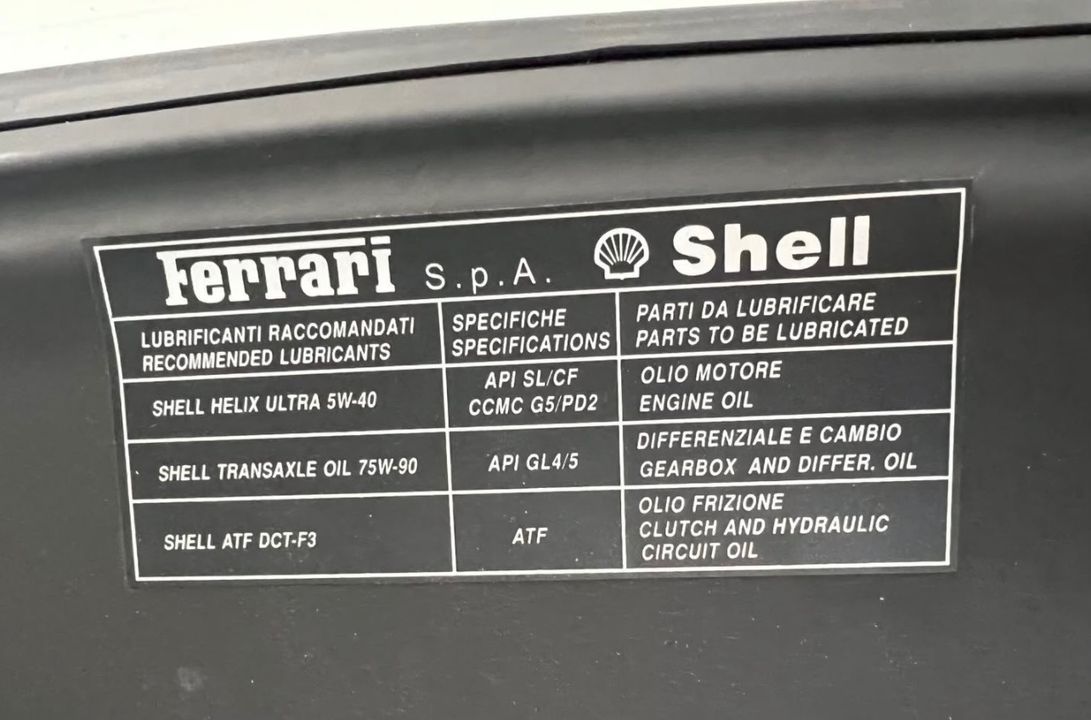 Ferrari S.p.A. Shell
LUBRIFICANTI RACCOMANDATI
RECOMMENDED LUBRICANTS
SPECIFICHE
SPECIFICATIONS
PARTI DA LUBRIFICARE
PARTS TO BE LUBRICATED
SHELL HELIX ULTRA 5W-40
API SL/CF
CCMC G5/PD2
OLIO MOTORE
ENGINE OIL
SHELL TRANSAXLE OIL 75W-90
API GL4/5
DIFFERENZIALE E CAMBIO
GEARBOX AND DIFFER. OIL
SHELL ATF DCT-F3
ATF
OLIO FRIZIONE
CLUTCH AND HYDRAULIC
CIRCUIT OIL